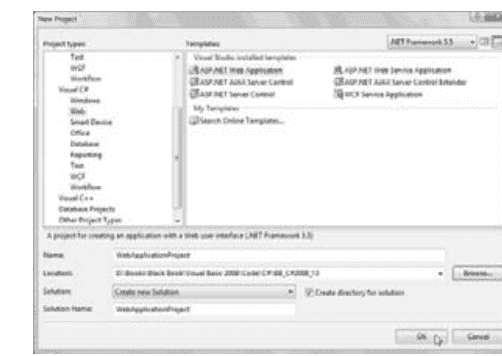 New Project
Project types:
Templates:
.NET Framework 3.5
Test
WCF
Workflow
Visual C#
Windows
Web
Smart Device
Office
Database
Reporting
Test
WCF
Workflow
Visual C++
Database Projects
Other Project Types
Visual Studio installed templates
ASP.NET Web Application
ASP.NET Web Service Application
ASP.NET AJAX Server Control
ASP.NET AJAX Server Control Extender
ASP.NET Server Control
WCF Service Application
My Templates
Search Online Templates...
A project for creating an application with a Web user interface (.NET Framework 3.5)
Name:
WebApplicationProject
Location:
Browse...
Solution:
Create new Solution
Create directory for solution
Solution Name:
WebApplicationProject
OK
Cancel